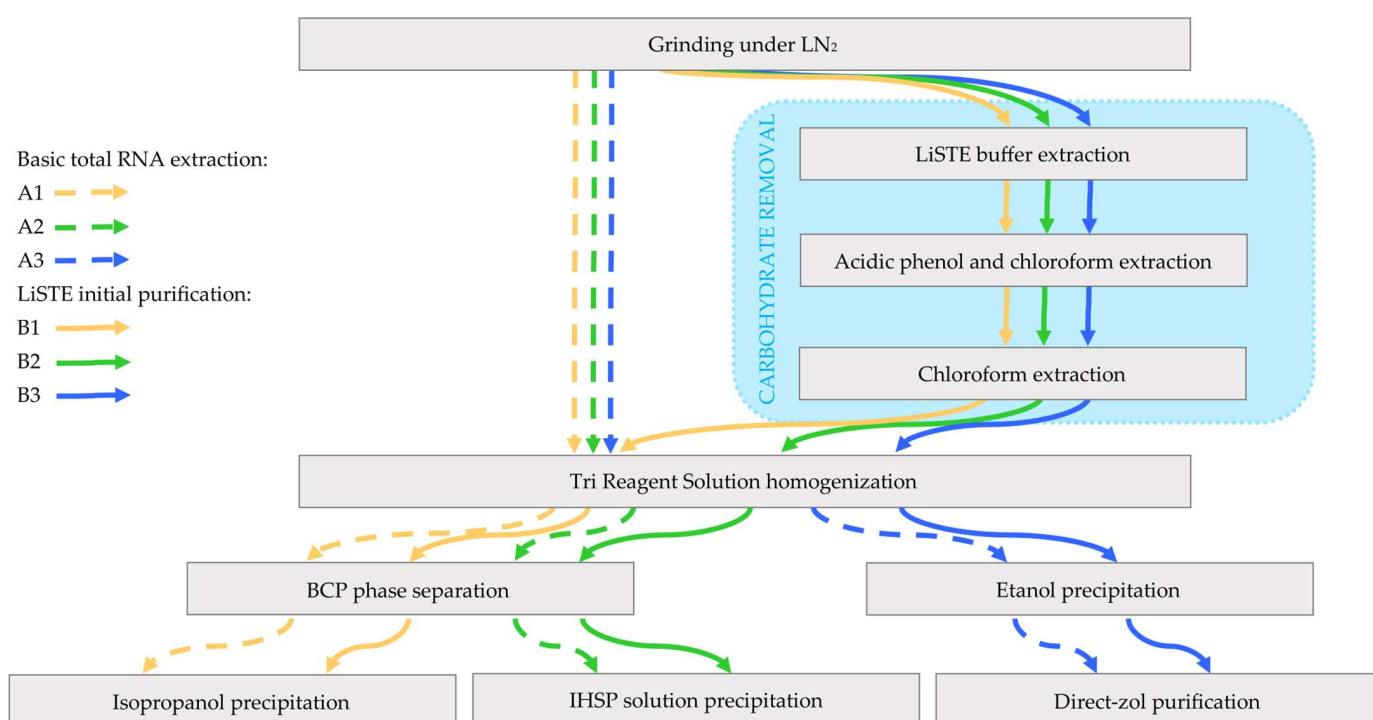 Grinding under LN₂
CARBOHYDRATE REMOVAL
LiSTE buffer extraction
Basic total RNA extraction:
A1
A2
A3
LiSTE initial purification:
B1
B2
B3
Acidic phenol and chloroform extraction
Chloroform extraction
Tri Reagent Solution homogenization
BCP phase separation
Etanol precipitation
Isopropanol precipitation
IHSP solution precipitation
Direct-zol purification